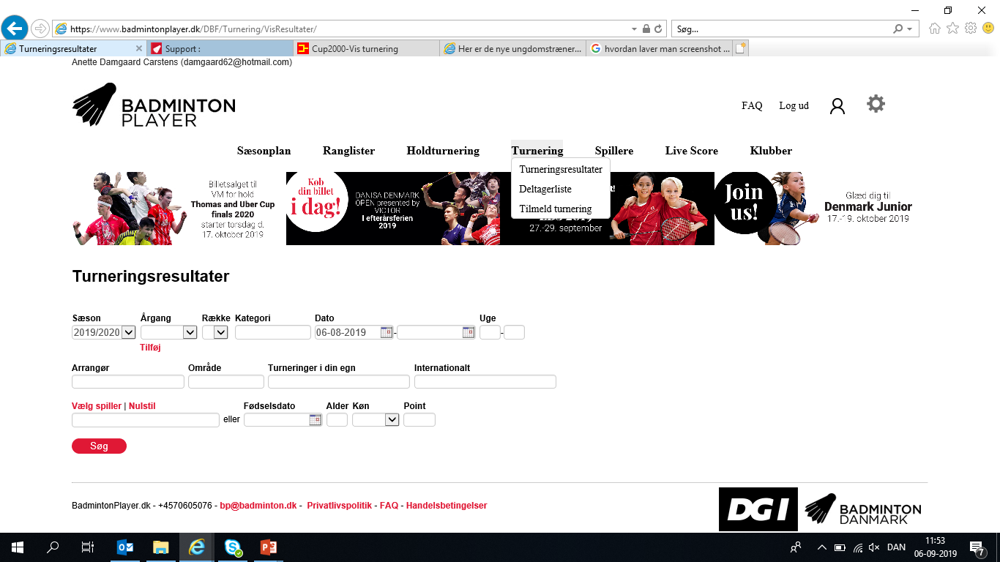 https://www.badmintonplayer.dk/DBF/Turnering/VisResultater/
Søg...
Turneringsresultater
Support :
Cup2000-Vis turnering
Her er de nye ungdomstræner...
hvordan laver man screenshot ...
Anette Damgaard Carstens (damgaard62@hotmail.com)
BADMINTON
PLAYER
FAQ
Log ud
Sæsonplan
Ranglister
Holdturnering
Turnering
Spillere
Live Score
Klubber
Turneringsresultater
Deltagerliste
Tilmeld turnering
Billetsalget til
VM for hold
Thomas and Uber Cup
finals 2020
starter torsdag d.
17. oktober 2019
Køb
din billet
i dag!
DANISA DENMARK
OPEN presented by
VICTOR
I efterårsferien
2019
27.-29. september
Join
us!
Glæd dig til
Denmark Junior
17.-19. oktober 2019
Turneringsresultater
Sæson Årgang Række Kategori Dato Uge
2019/2020 06-08-2019 - -
Tilføj
Arrangør Område Turneringer i din egn Internationalt
Vælg spiller | Nulstil Fødselsdato Alder Køn Point
eller
Søg
BadmintonPlayer.dk - +4570605076 - bp@badminton.dk - Privatlivspolitik - FAQ - Handelsbetingelser
DGI
BADMINTON
DANMARK
DAN
11:53
06-09-2019
7